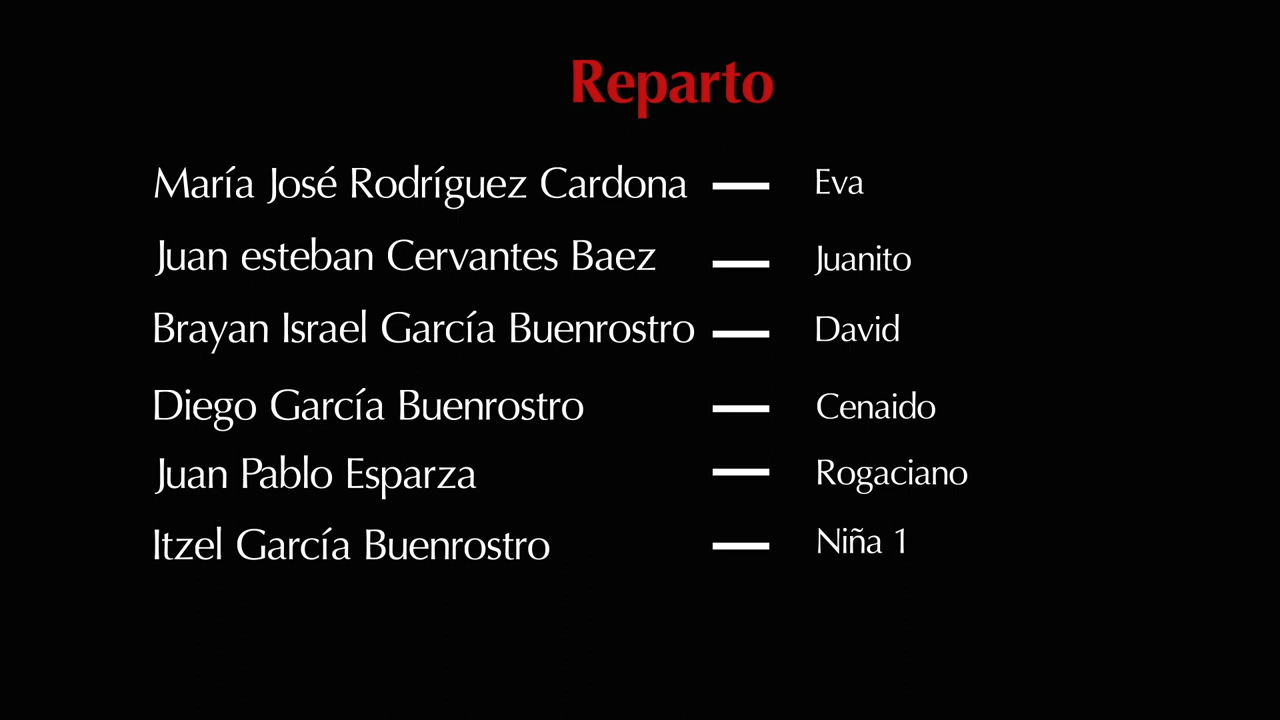 Reparto
María José Rodríguez Cardona — Eva
Juan esteban Cervantes Baez — Juanito
Brayan Israel García Buenrostro — David
Diego García Buenrostro — Cenaido
Juan Pablo Esparza — Rogaciano
Itzel García Buenrostro — Niña 1